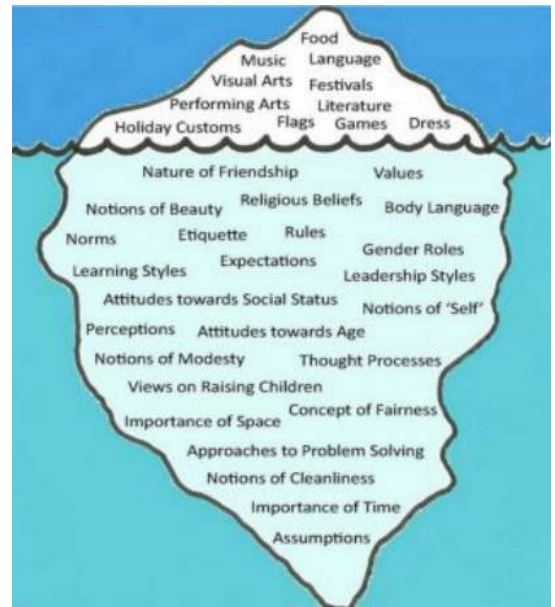 Food
Music Language
Visual Arts Festivals
Performing Arts Literature
Holiday Customs Flags Games Dress
Nature of Friendship Values
Notions of Beauty Religious Beliefs Body Language
Norms Etiquette Rules Gender Roles
Learning Styles Expectations Leadership Styles
Attitudes towards Social Status Notions of 'Self'
Perceptions Attitudes towards Age
Notions of Modesty Thought Processes
Views on Raising Children
Importance of Space Concept of Fairness
Approaches to Problem Solving
Notions of Cleanliness
Importance of Time
Assumptions